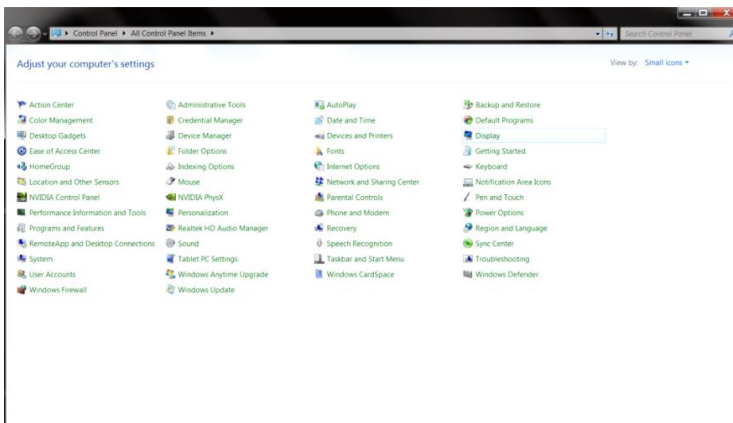 Control Panel ▸ All Control Panel Items ▸
Search Control Panel
Adjust your computer's settings
View by: Small icons
Action Center
Administrative Tools
AutoPlay
Backup and Restore
Color Management
Credential Manager
Date and Time
Default Programs
Desktop Gadgets
Device Manager
Devices and Printers
Display
Ease of Access Center
Folder Options
Fonts
Getting Started
HomeGroup
Indexing Options
Internet Options
Keyboard
Location and Other Sensors
Mouse
Network and Sharing Center
Notification Area Icons
NVIDIA Control Panel
NVIDIA PhysX
Parental Controls
Pen and Touch
Performance Information and Tools
Personalization
Phone and Modem
Power Options
Programs and Features
Realtek HD Audio Manager
Recovery
Region and Language
RemoteApp and Desktop Connections
Sound
Speech Recognition
Sync Center
System
Tablet PC Settings
Taskbar and Start Menu
Troubleshooting
User Accounts
Windows Anytime Upgrade
Windows CardSpace
Windows Defender
Windows Firewall
Windows Update